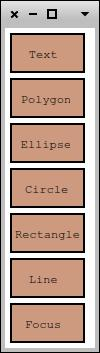 Text
Polygon
Ellipse
Circle
Rectangle
Line
Focus